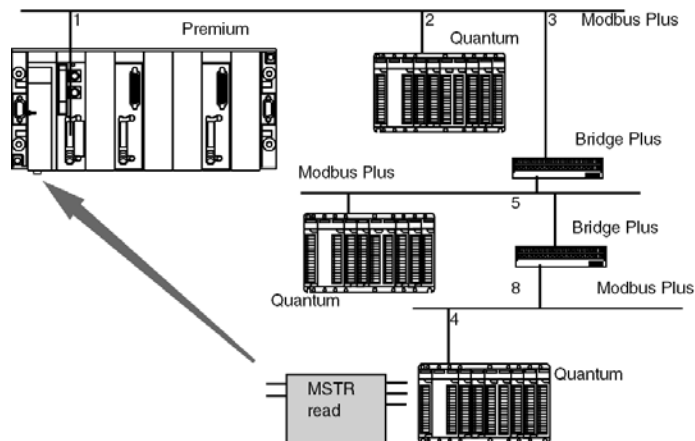 1
2
3
Modbus Plus
Premium
Quantum
Bridge Plus
Modbus Plus
5
Bridge Plus
Quantum
8
Modbus Plus
4
Quantum
MSTR
read